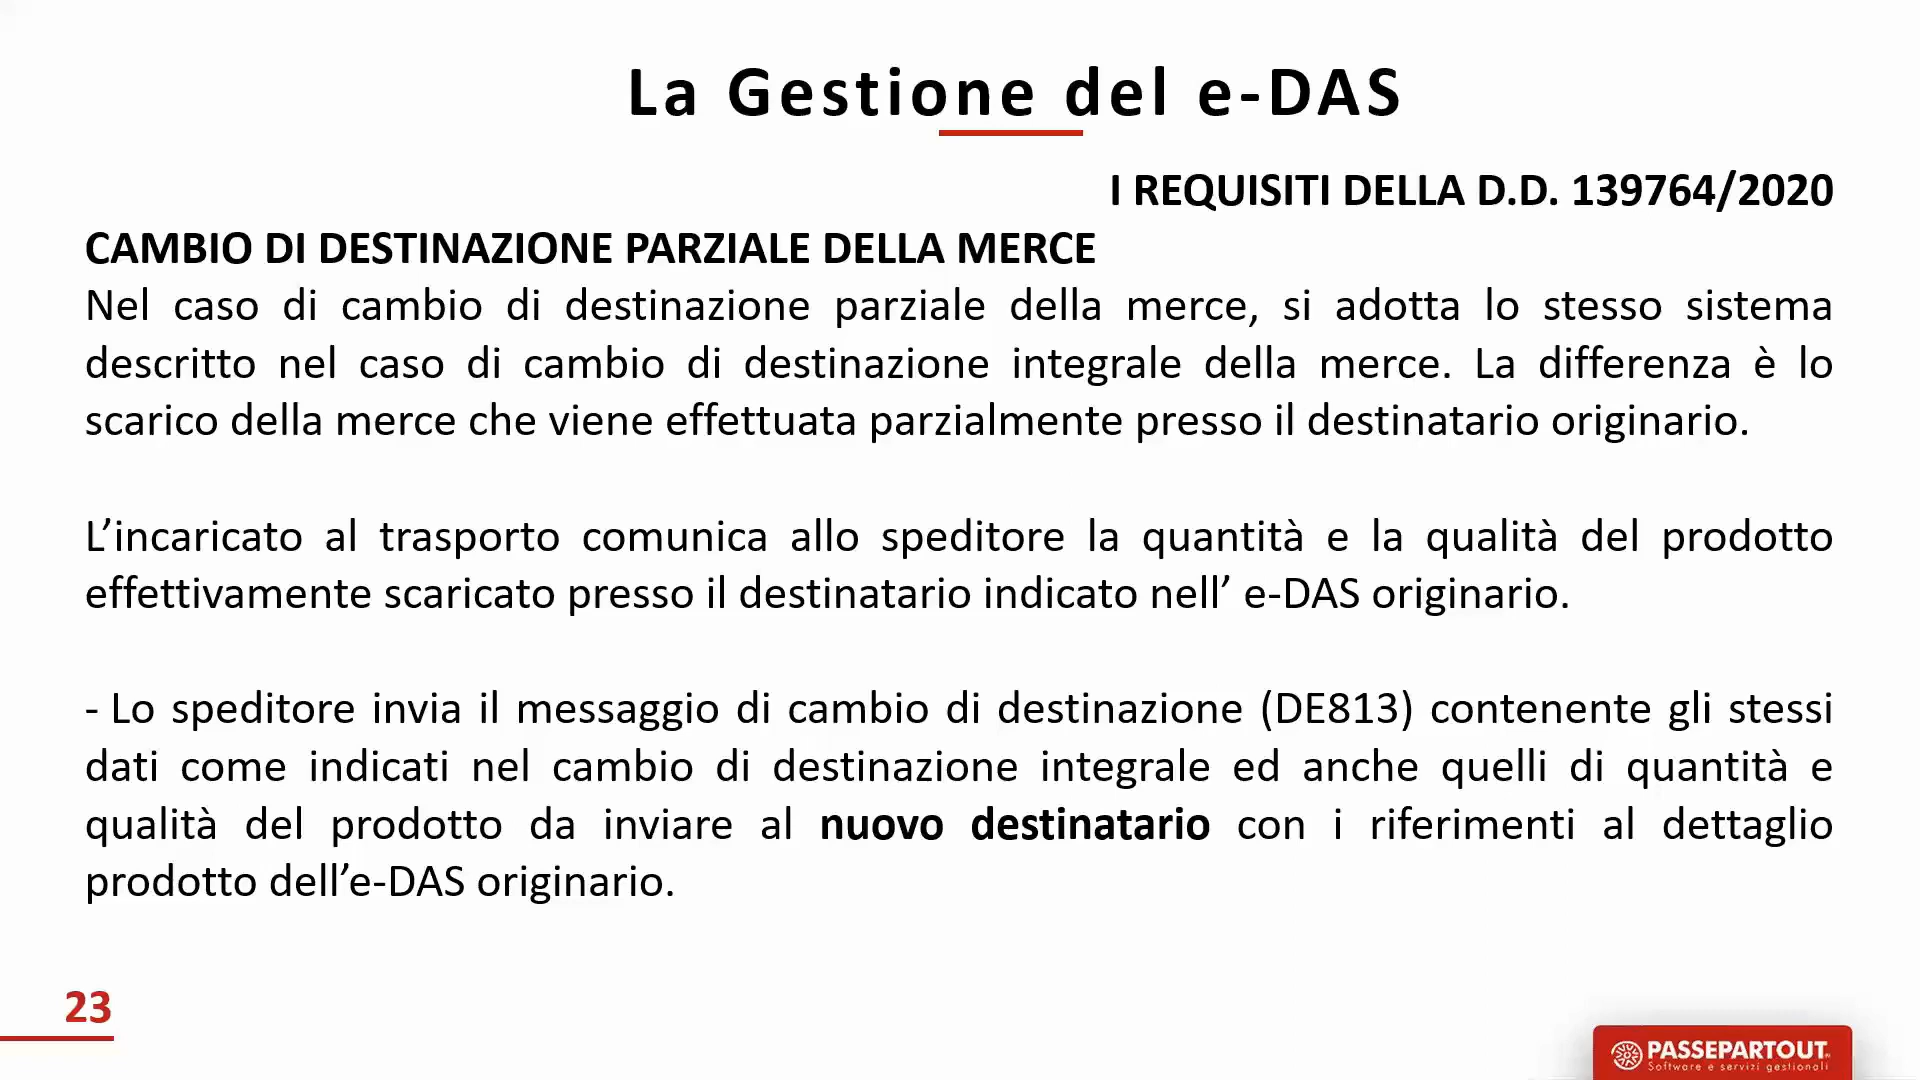 La Gestione del e-DAS
I REQUISITI DELLA D.D. 139764/2020
CAMBIO DI DESTINAZIONE PARZIALE DELLA MERCE
Nel caso di cambio di destinazione parziale della merce, si adotta lo stesso sistema
descritto nel caso di cambio di destinazione integrale della merce. La differenza è lo
scarico della merce che viene effettuata parzialmente presso il destinatario originario.
L’incaricato al trasporto comunica allo speditore la quantità e la qualità del prodotto
effettivamente scaricato presso il destinatario indicato nell’ e-DAS originario.
- Lo speditore invia il messaggio di cambio di destinazione (DE813) contenente gli stessi
dati come indicati nel cambio di destinazione integrale ed anche quelli di quantità e
qualità del prodotto da inviare al nuovo destinatario con i riferimenti al dettaglio
prodotto dell’e-DAS originario.
23
PASSEPARTOUT
Software e servizi gestionali